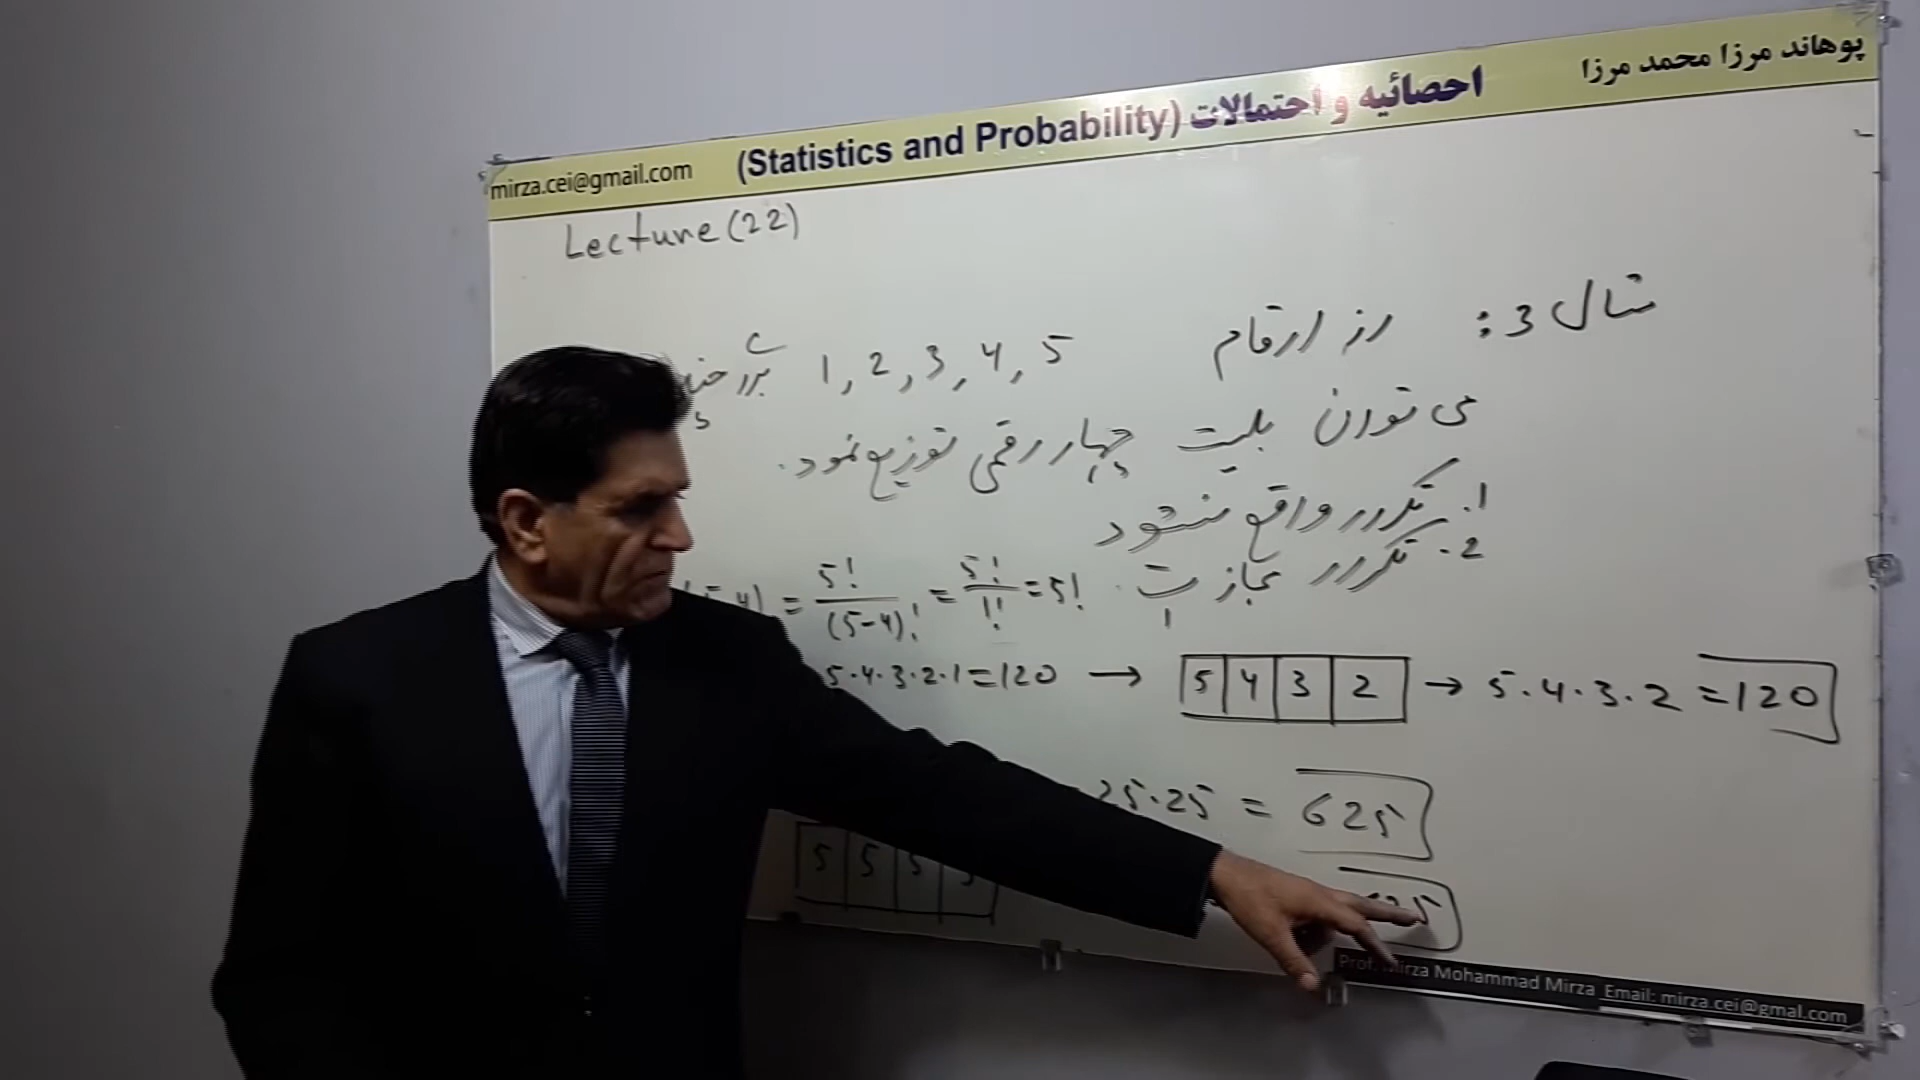 پوهاند مرزا محمد مرزا
احصائیه و احتمالات (Statistics and Probability)
mirza.cei@gmail.com
Lecture (22)
مثال 3: از ارقام 1, 2, 3, 4, 5 برای
می‌توان بلیت چهار رقمی توزیع نمود.
1. تکرار واقع نشود
2. تکرار مجاز است.
= 5!/(5-4)! = 5!/1! = 5!
5·4·3·2·1=120 → 5 4 3 2 → 5·4·3·2 = 120
25·25 = 625
5 5 5 5
Prof. Mirza Mohammad Mirza Email: mirza.cei@gmal.com